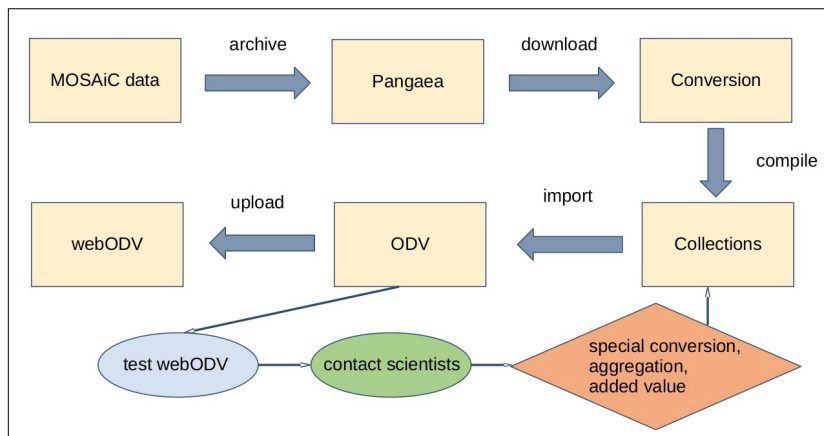 archive
download
MOSAiC data
Pangaea
Conversion
compile
upload
import
webODV
ODV
Collections
test webODV
contact scientists
special conversion,
aggregation,
added value